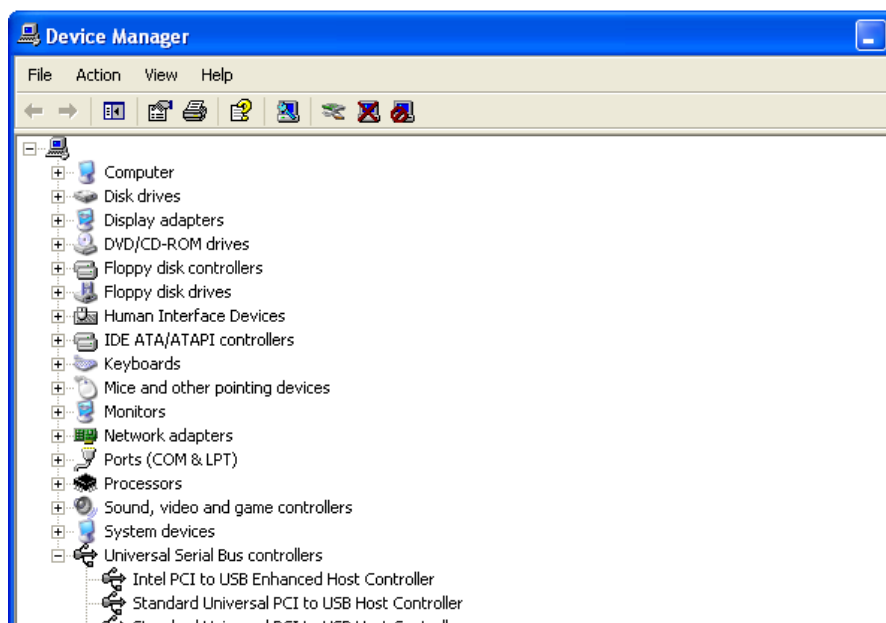 Device Manager
File Action View Help
Computer
Disk drives
Display adapters
DVD/CD-ROM drives
Floppy disk controllers
Floppy disk drives
Human Interface Devices
IDE ATA/ATAPI controllers
Keyboards
Mice and other pointing devices
Monitors
Network adapters
Ports (COM & LPT)
Processors
Sound, video and game controllers
System devices
Universal Serial Bus controllers
Intel PCI to USB Enhanced Host Controller
Standard Universal PCI to USB Host Controller